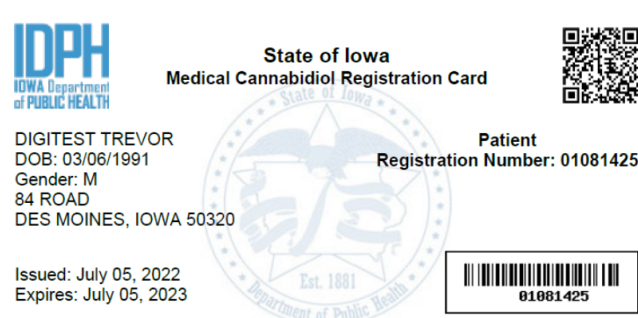 IDPH
IOWA Department
of PUBLIC HEALTH
State of Iowa
Medical Cannabidiol Registration Card
State of Iowa
DIGITEST TREVOR
DOB: 03/06/1991
Gender: M
84 ROAD
DES MOINES, IOWA 50320
Patient
Registration Number: 01081425
Issued: July 05, 2022
Expires: July 05, 2023
Est. 1881
Department of Public Health
01081425